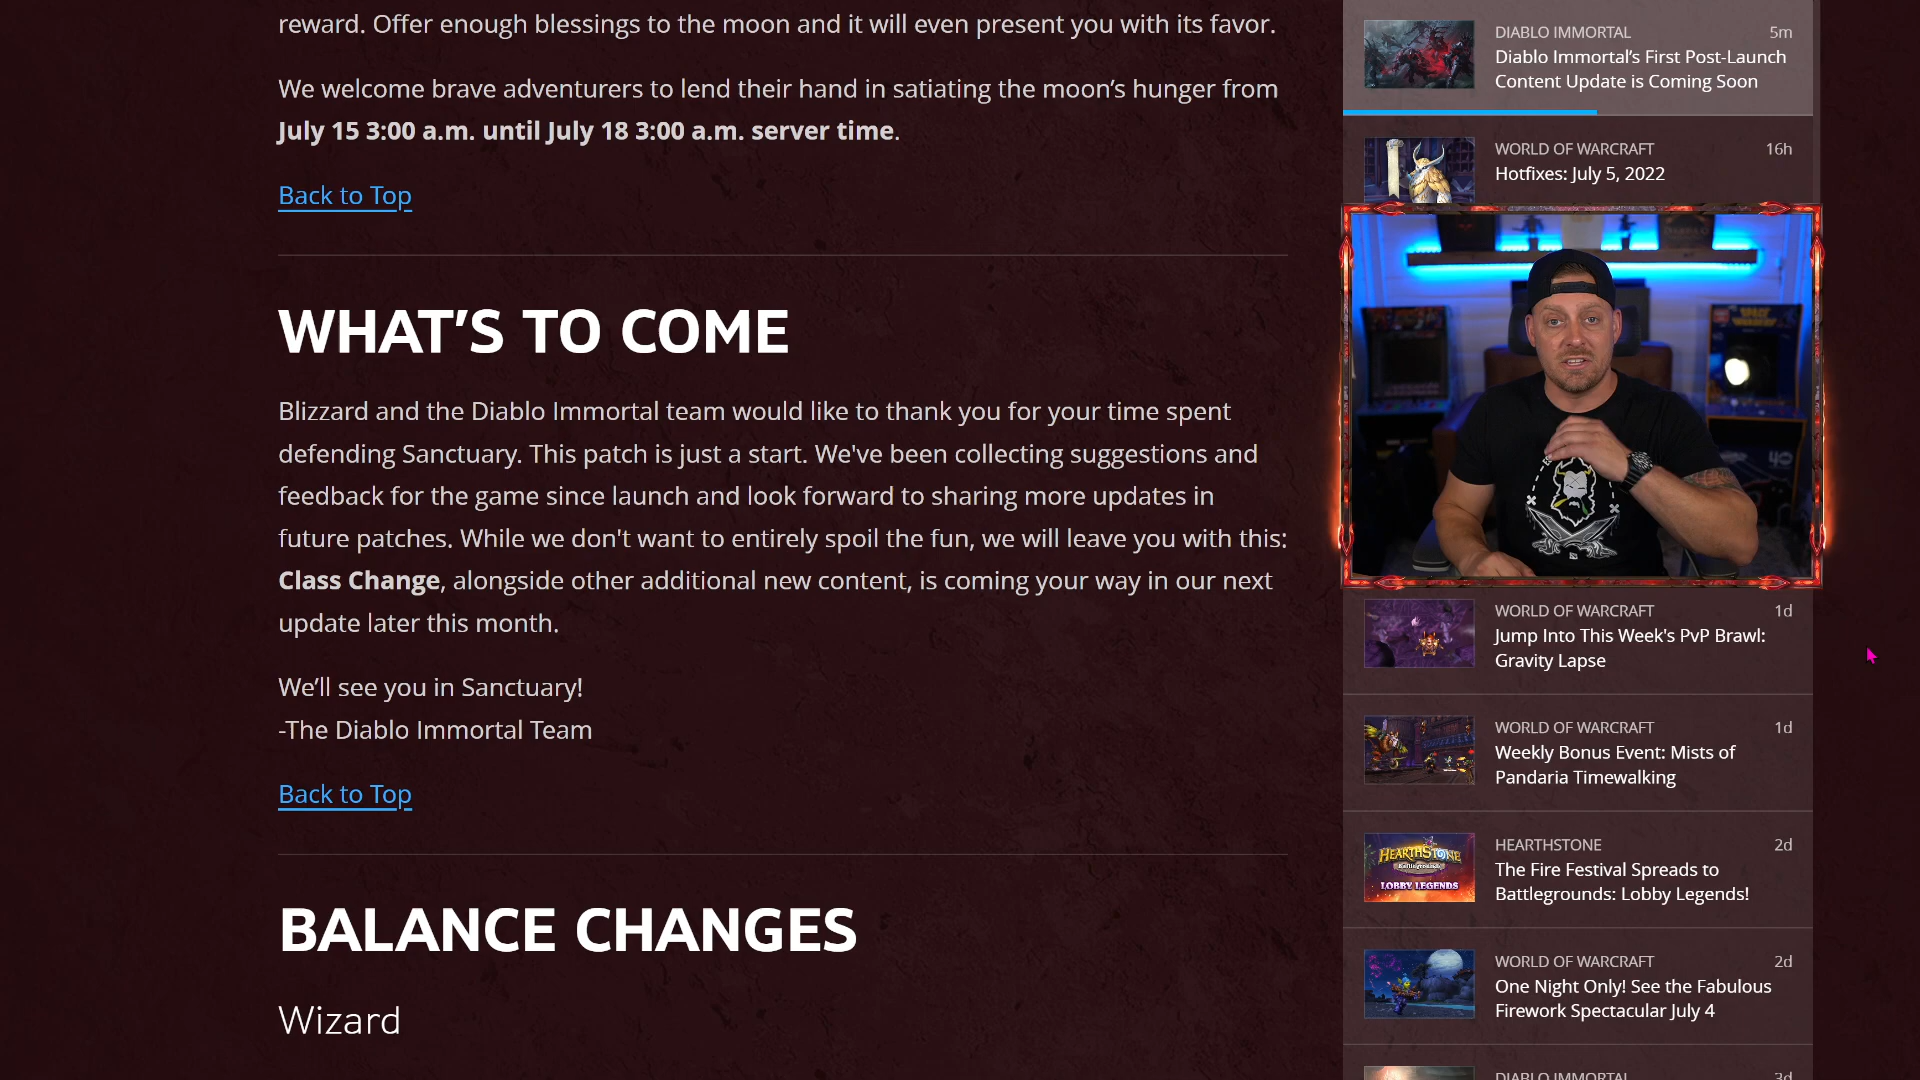 reward. Offer enough blessings to the moon and it will even present you with its favor.
We welcome brave adventurers to lend their hand in satiating the moon’s hunger from
July 15 3:00 a.m. until July 18 3:00 a.m. server time.
Back to Top
WHAT’S TO COME
Blizzard and the Diablo Immortal team would like to thank you for your time spent
defending Sanctuary. This patch is just a start. We've been collecting suggestions and
feedback for the game since launch and look forward to sharing more updates in
future patches. While we don't want to entirely spoil the fun, we will leave you with this:
Class Change, alongside other additional new content, is coming your way in our next
update later this month.
We’ll see you in Sanctuary!
-The Diablo Immortal Team
Back to Top
BALANCE CHANGES
Wizard
DIABLO IMMORTAL 5m
Diablo Immortal’s First Post-Launch
Content Update is Coming Soon
WORLD OF WARCRAFT 16h
Hotfixes: July 5, 2022
WORLD OF WARCRAFT 1d
Jump Into This Week's PvP Brawl:
Gravity Lapse
WORLD OF WARCRAFT 1d
Weekly Bonus Event: Mists of
Pandaria Timewalking
HEARTHSTONE
LOBBY LEGENDS
HEARTHSTONE 2d
The Fire Festival Spreads to
Battlegrounds: Lobby Legends!
WORLD OF WARCRAFT 2d
One Night Only! See the Fabulous
Firework Spectacular July 4
DIABLO IMMORTAL 3d